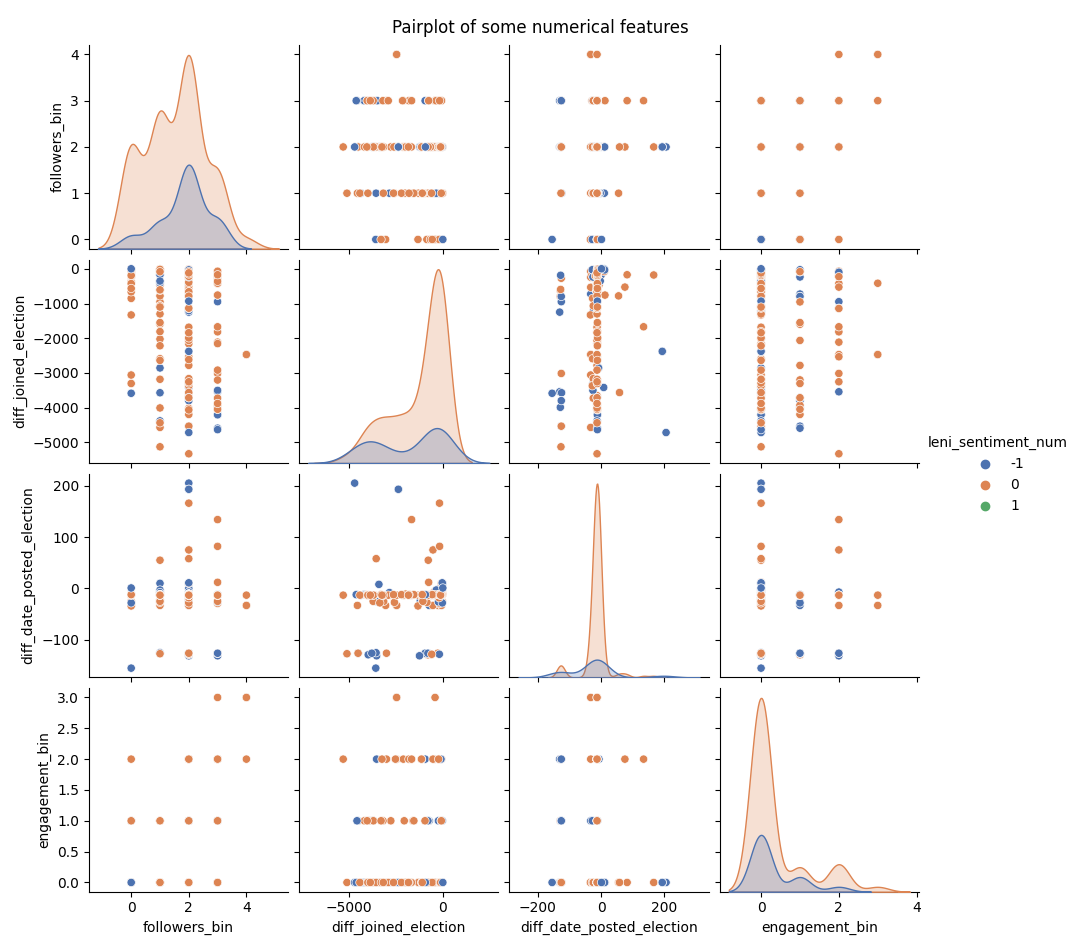 Pairplot of some numerical features
4
3
2
1
0
followers_bin
0
−1000
−2000
−3000
−4000
−5000
diff_joined_election
200
100
0
−100
diff_date_posted_election
3.0
2.5
2.0
1.5
1.0
0.5
0.0
engagement_bin
0 2 4
followers_bin
−5000 0
diff_joined_election
−200 0 200
diff_date_posted_election
0 2 4
engagement_bin
leni_sentiment_num
-1
0
1